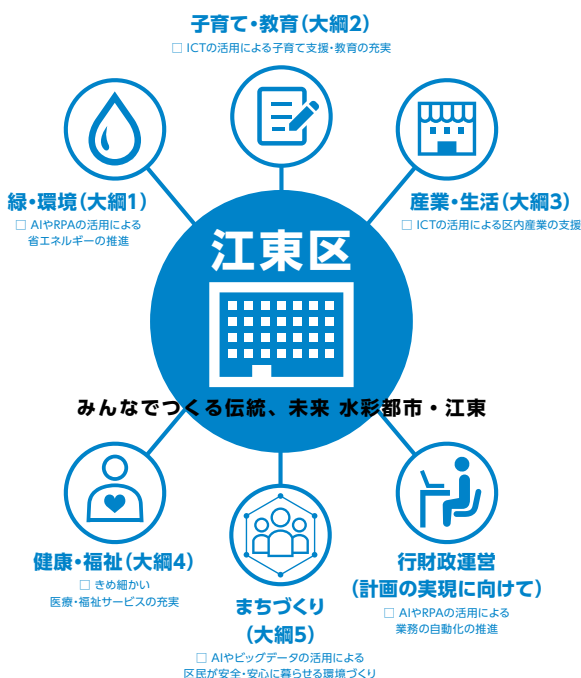 子育て・教育(大綱2)
□ ICTの活用による子育て支援・教育の充実
緑・環境(大綱1)
□ AIやRPAの活用による
省エネルギーの推進
産業・生活(大綱3)
□ ICTの活用による区内産業の支援
江東区
みんなでつくる伝統、未来 水彩都市・江東
健康・福祉(大綱4)
□ きめ細かい
医療・福祉サービスの充実
まちづくり
(大綱5)
□ AIやビッグデータの活用による
区民が安全・安心に暮らせる環境づくり
行財政運営
(計画の実現に向けて)
□ AIやRPAの活用による
業務の自動化の推進